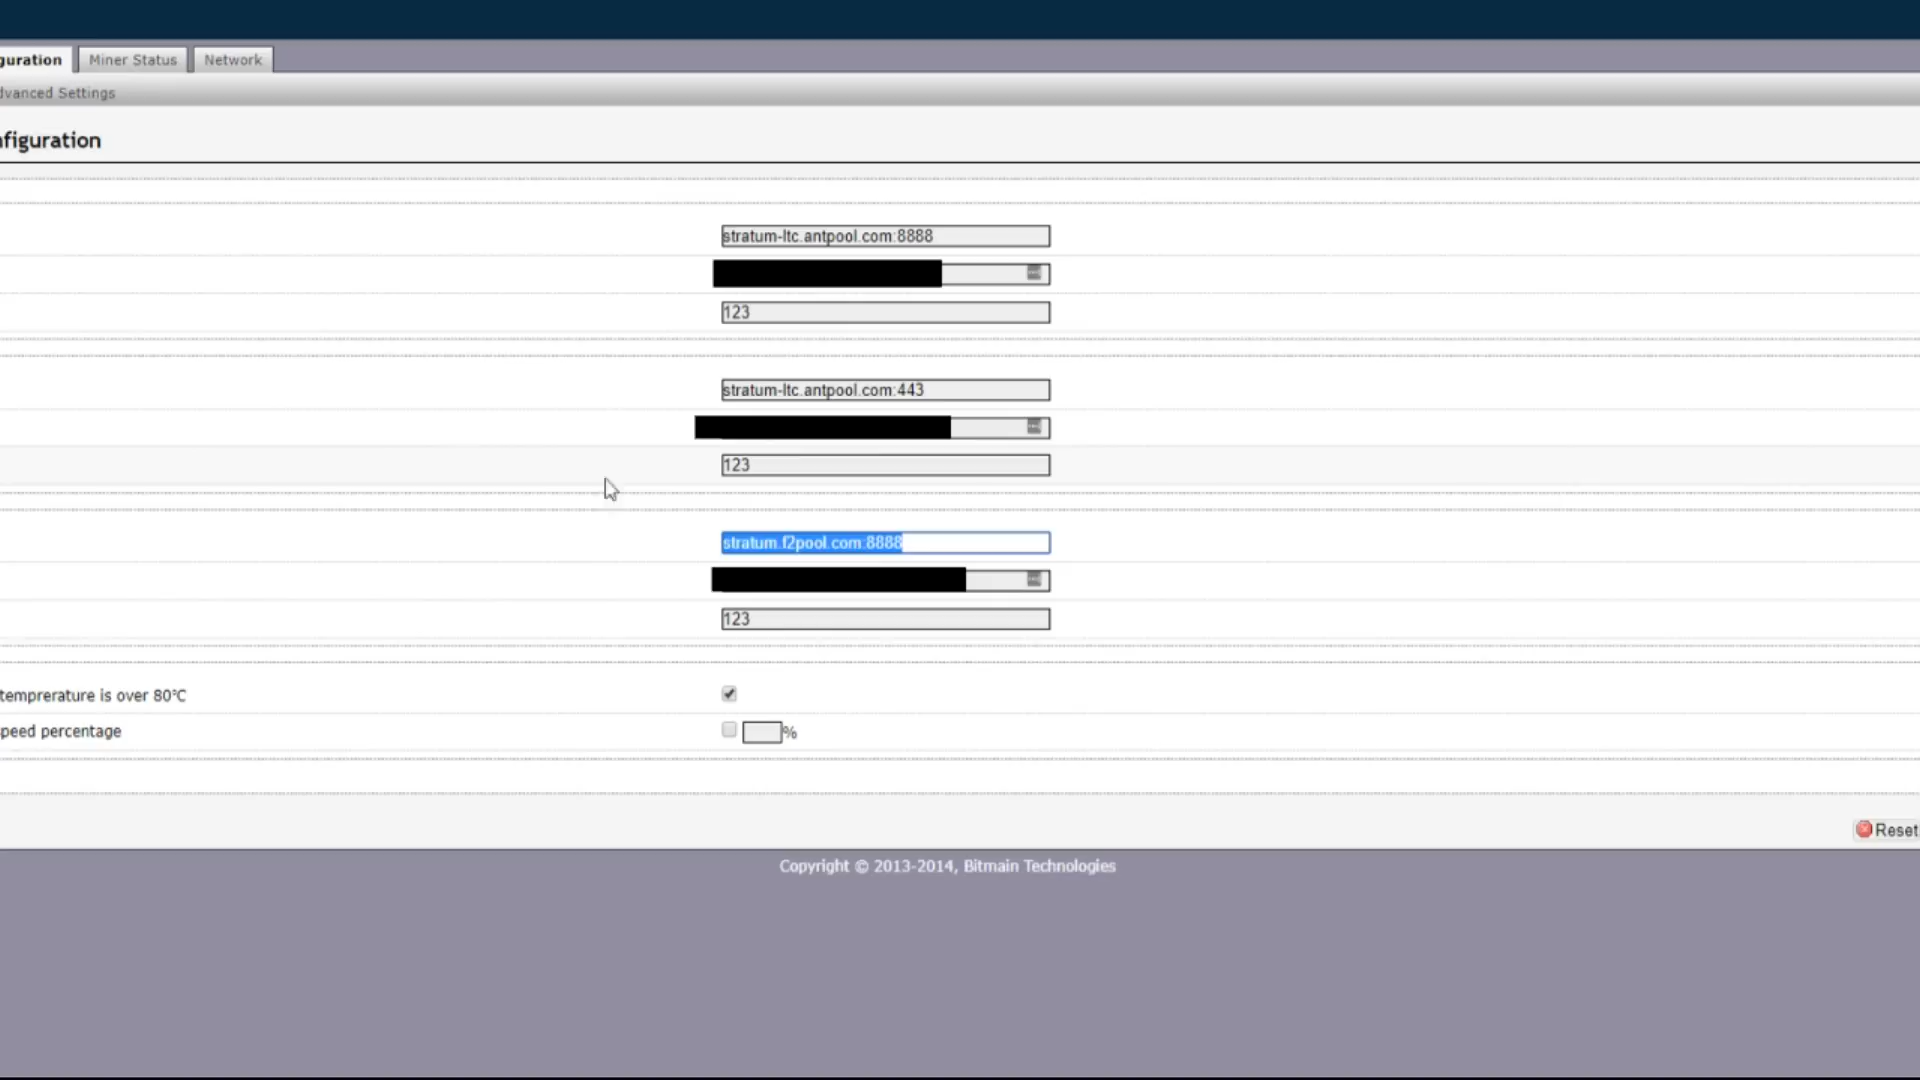 guration
Miner Status
Network
dvanced Settings
figuration
stratum-ltc.antpool.com:8888
123
stratum-ltc.antpool.com:443
123
stratum.f2pool.com:8888
123
temprerature is over 80°C
peed percentage
%
Reset
Copyright © 2013-2014, Bitmain Technologies